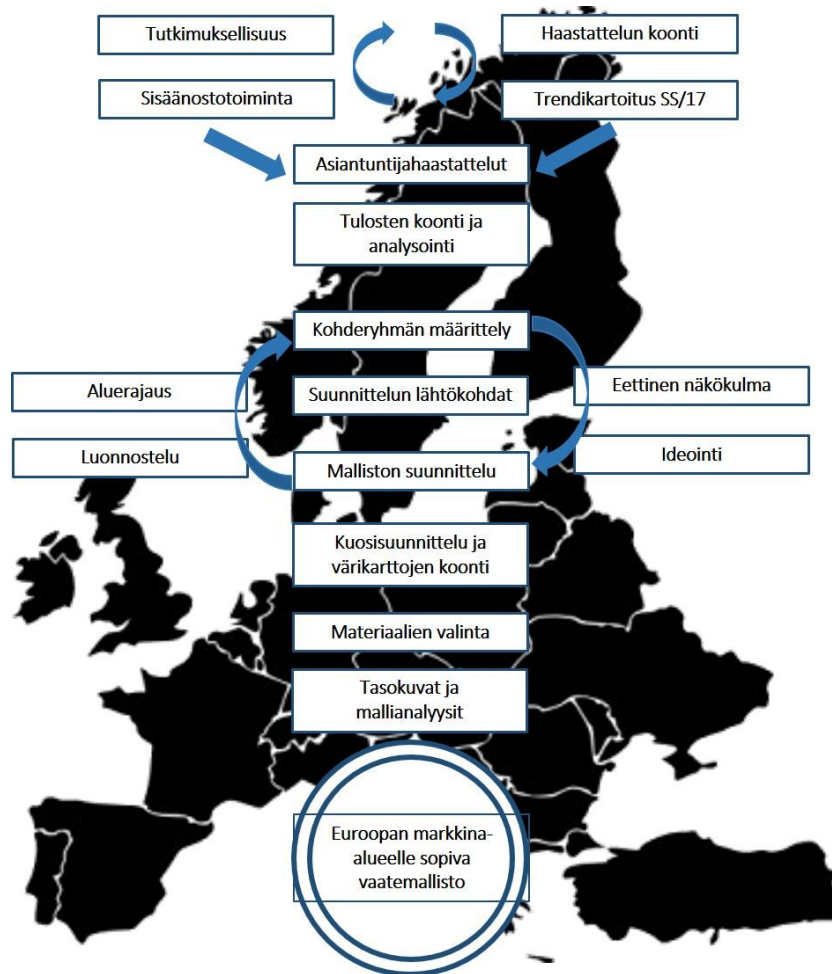 Tutkimuksellisuus
Haastattelun koonti
Sisäänostotoiminta
Trendikartoitus SS/17
Asiantuntijahaastattelut
Tulosten koonti ja
analysointi
Kohderyhmän määrittely
Aluerajaus
Suunnittelun lähtökohdat
Eettinen näkökulma
Luonnostelu
Malliston suunnittelu
Ideointi
Kuosisuunnittelu ja
värikarttojen koonti
Materiaalien valinta
Tasokuvat ja
mallianalyysit
Euroopan markkina-
alueelle sopiva
vaatemallisto